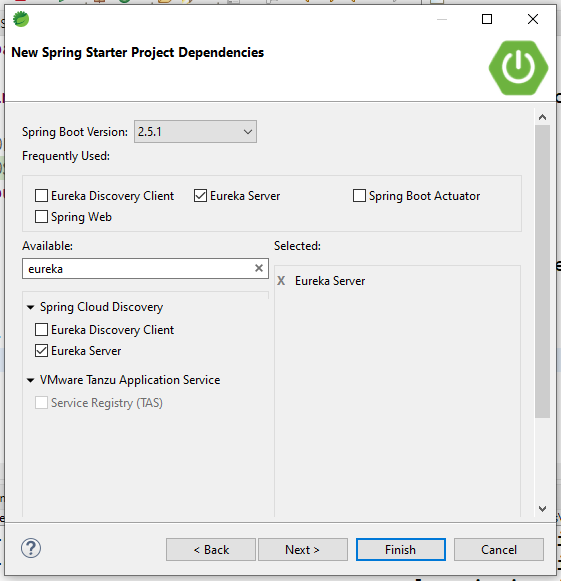 New Spring Starter Project Dependencies
Spring Boot Version: 2.5.1
Frequently Used:
Eureka Discovery Client Eureka Server Spring Boot Actuator
Spring Web
Available: Selected:
eureka
X Eureka Server
Spring Cloud Discovery
Eureka Discovery Client
Eureka Server
VMware Tanzu Application Service
Service Registry (TAS)
? < Back Next > Finish Cancel